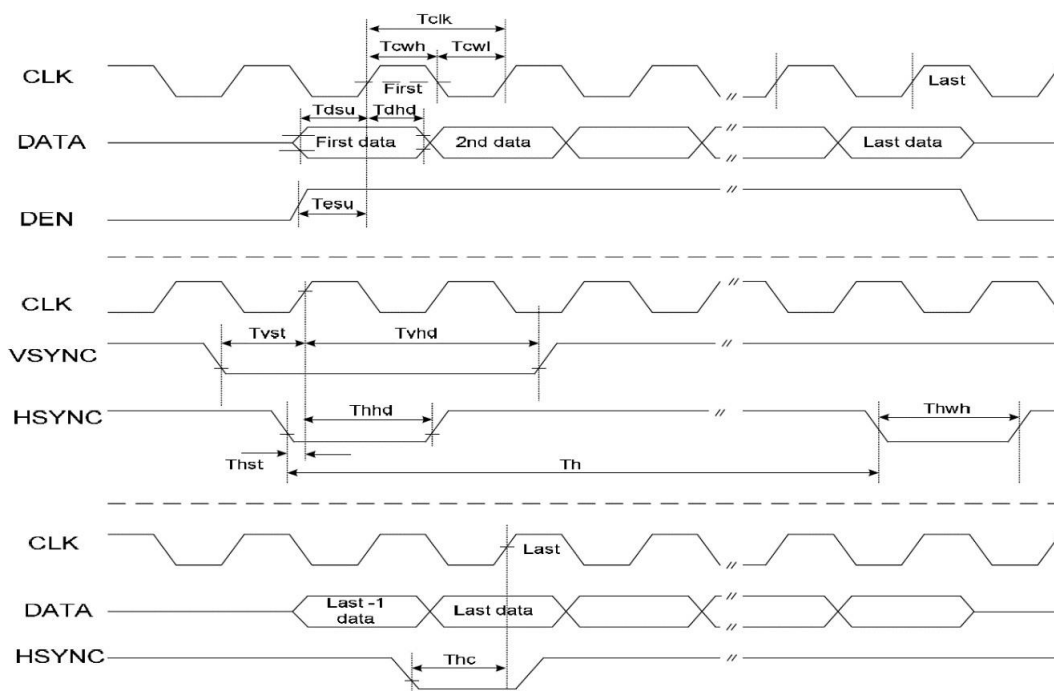 Tclk
Tcwh Tcwl
CLK First Last
Tdsu Tdhd
DATA First data 2nd data Last data
DEN Tesu
CLK
Tvst Tvhd
VSYNC
HSYNC Thhd Thwh
Thst Th
CLK Last
DATA Last -1 data Last data
HSYNC Thc